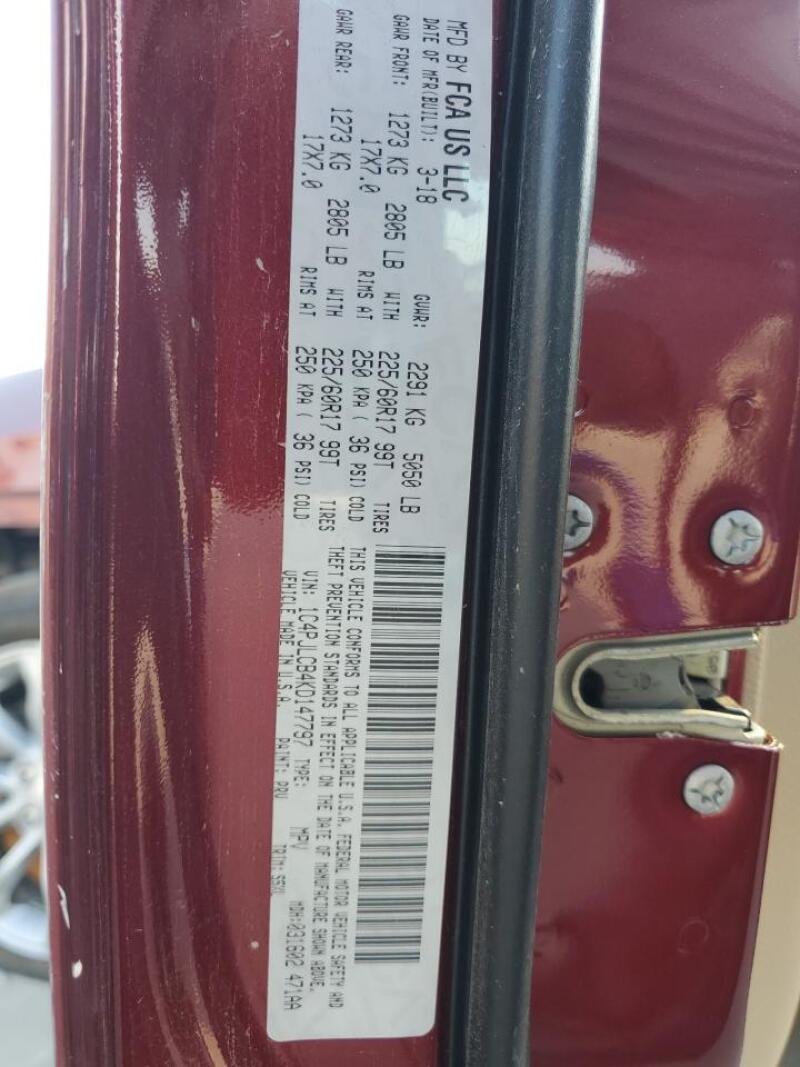 MFD BY FCA US LLC
DATE OF MFR(BUILT): 3-18 GVWR: 2291 KG 5050 LB
GAWR FRONT: 1273 KG 2805 LB WITH 225/60R17 99T TIRES
17X7.0 RIMS AT 250 KPA ( 36 PSI) COLD
GAWR REAR: 1273 KG 2805 LB WITH 225/60R17 99T TIRES
17X7.0 RIMS AT 250 KPA ( 36 PSI) COLD
THIS VEHICLE CONFORMS TO ALL APPLICABLE U.S.A. FEDERAL MOTOR VEHICLE SAFETY AND
THEFT PREVENTION STANDARDS IN EFFECT ON THE DATE OF MANUFACTURE SHOWN ABOVE.
VIN: 1C4PJLCB4KD147797 TYPE: MPV MDH:031602 471AA
VEHICLE MADE IN U.S.A. PAINT: PRV TRIM: